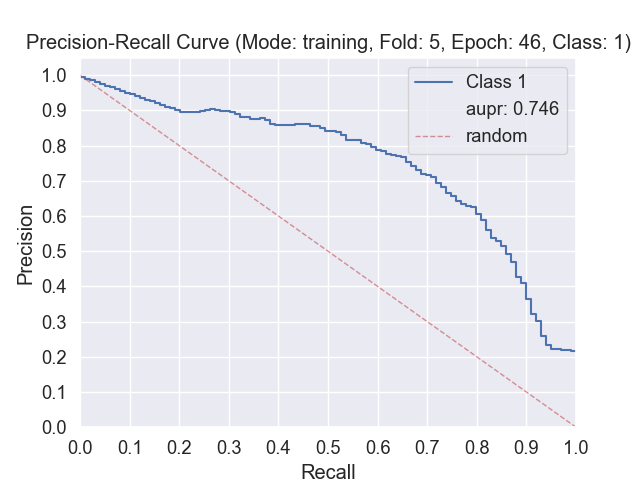 Precision-Recall Curve (Mode: training, Fold: 5, Epoch: 46, Class: 1)
Class 1
aupr: 0.746
random
Precision
1.0
0.9
0.8
0.7
0.6
0.5
0.4
0.3
0.2
0.1
0.0
0.0 0.1 0.2 0.3 0.4 0.5 0.6 0.7 0.8 0.9 1.0
Recall